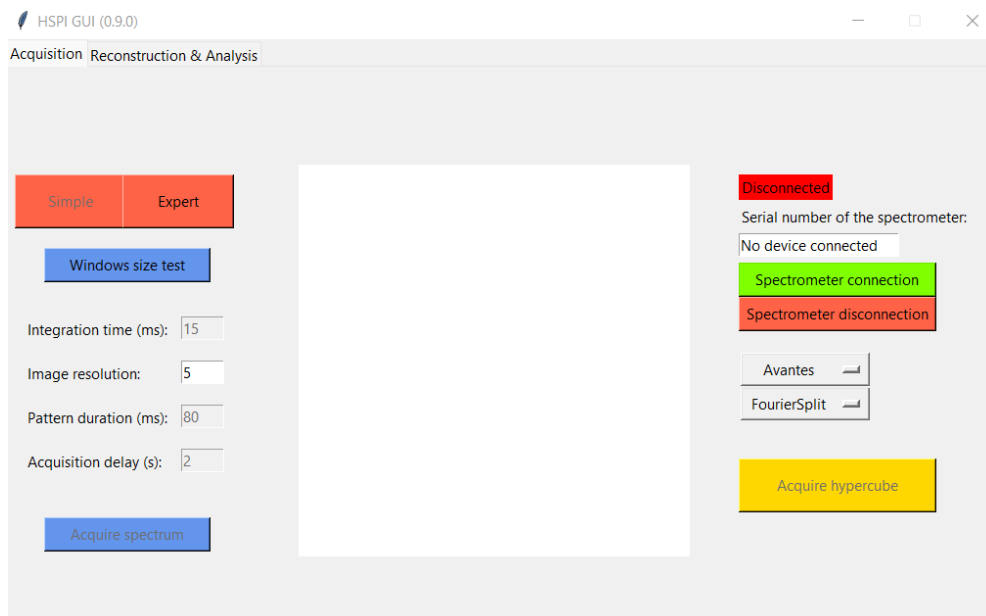 HSPI GUI (0.9.0)
Acquisition Reconstruction & Analysis
Simple Expert
Windows size test
Integration time (ms): 15
Image resolution: 5
Pattern duration (ms): 80
Acquisition delay (s): 2
Acquire spectrum
Disconnected
Serial number of the spectrometer:
No device connected
Spectrometer connection
Spectrometer disconnection
Avantes
FourierSplit
Acquire hypercube